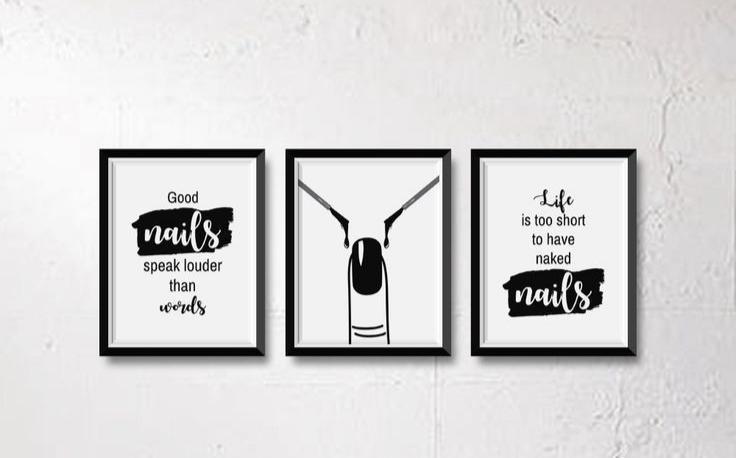 Good
nails
speak louder
than
words
Life
is too short
to have
naked
nails